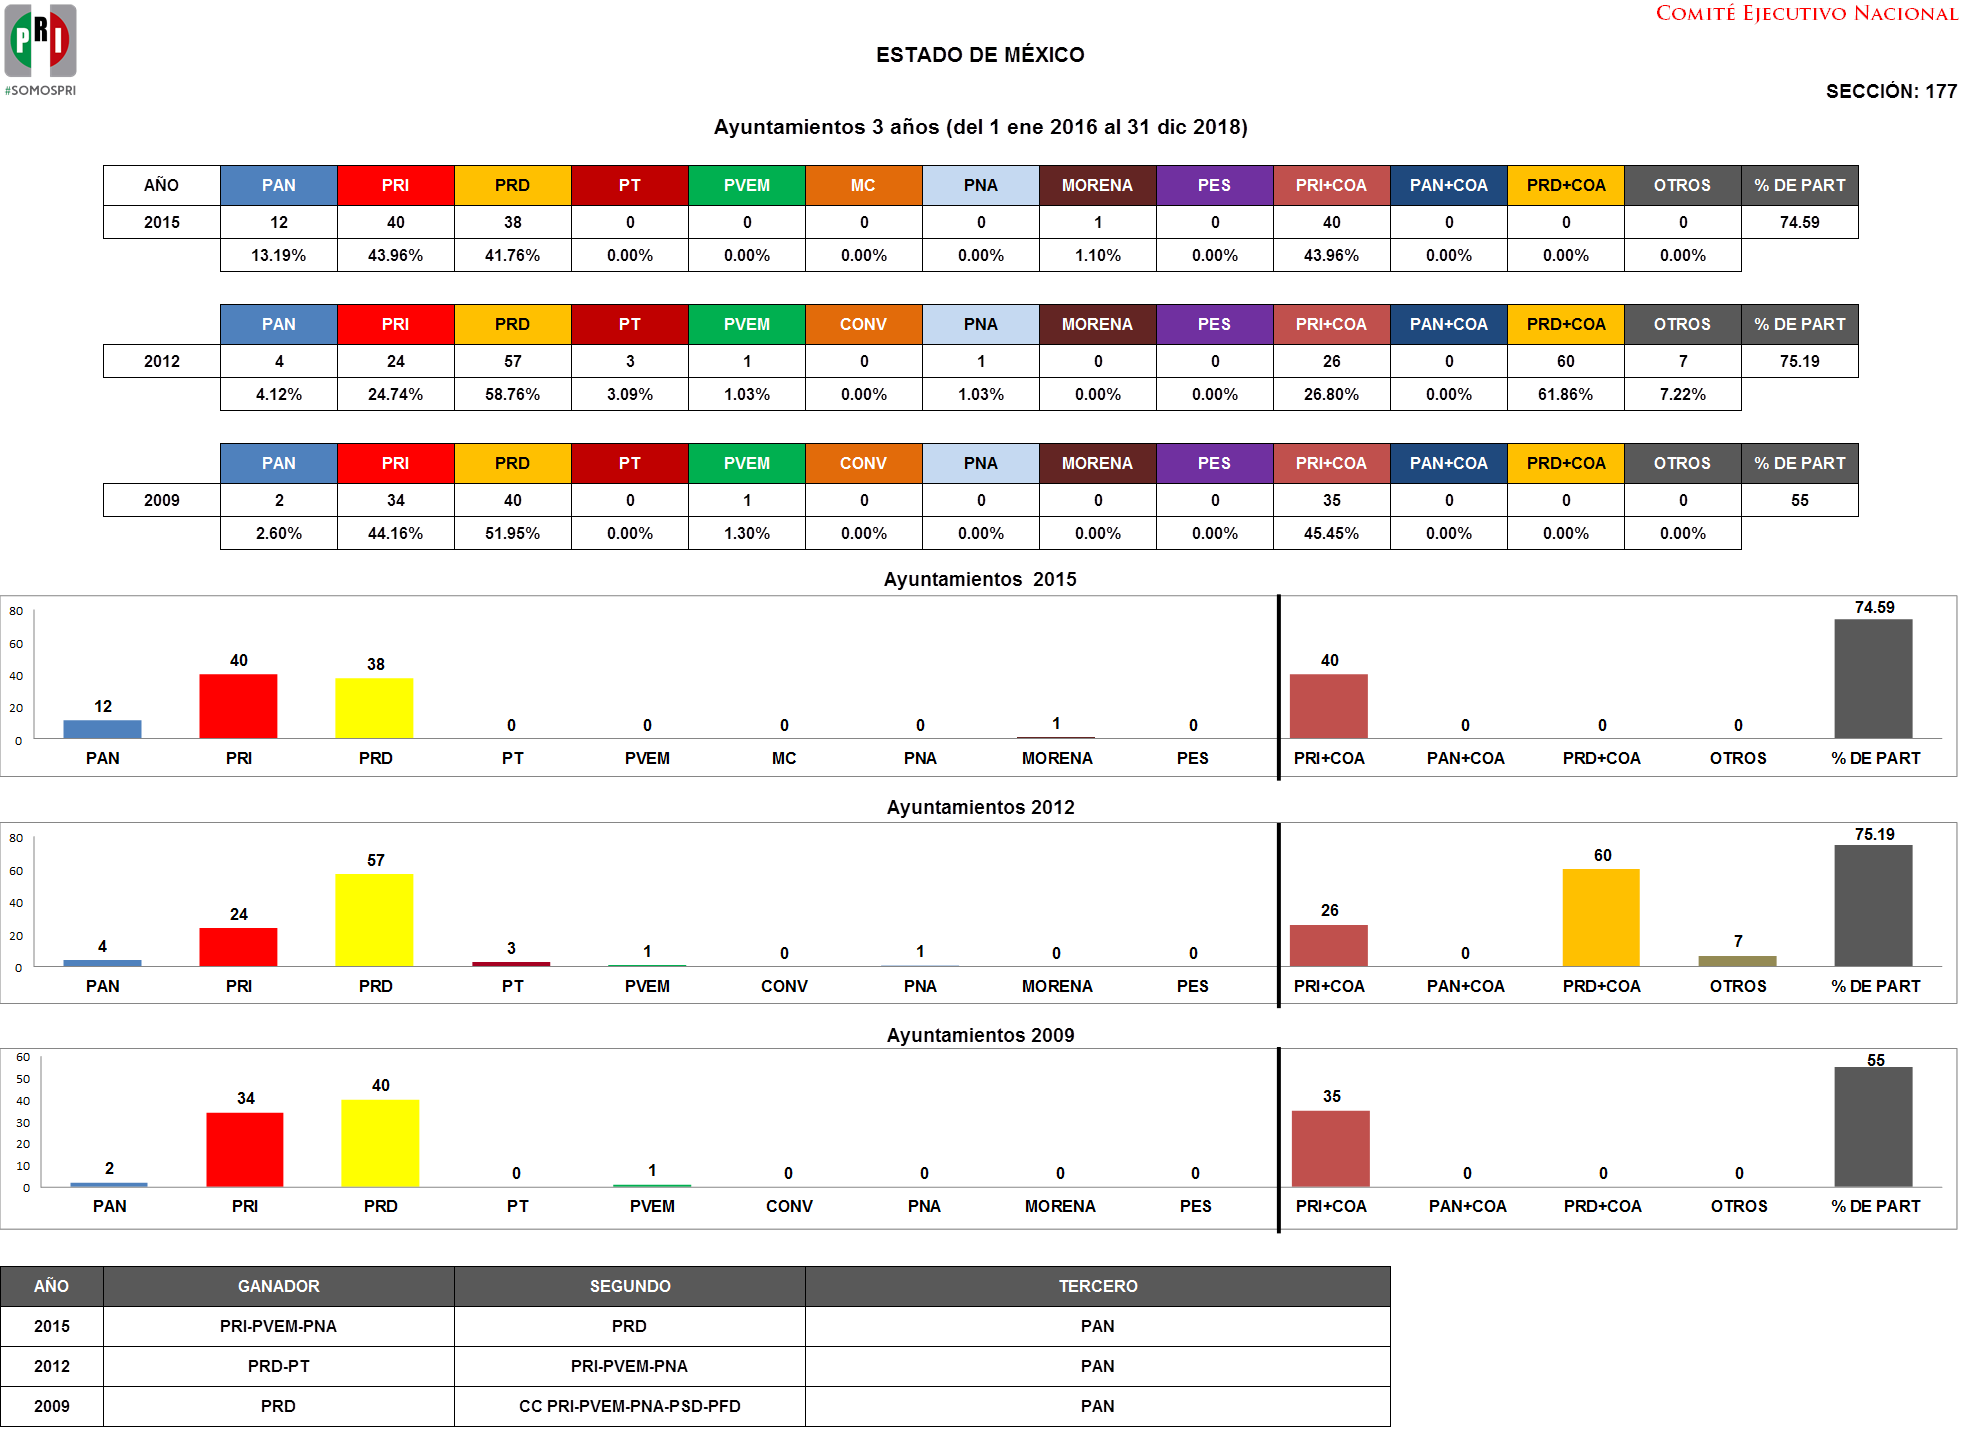 PRI
#SOMOSPRI
COMITÉ EJECUTIVO NACIONAL
ESTADO DE MÉXICO
SECCIÓN: 177
Ayuntamientos 3 años (del 1 ene 2016 al 31 dic 2018)
AÑO PAN PRI PRD PT PVEM MC PNA MORENA PES PRI+COA PAN+COA PRD+COA OTROS % DE PART
2015 12 40 38 0 0 0 0 1 0 40 0 0 0 74.59
13.19% 43.96% 41.76% 0.00% 0.00% 0.00% 0.00% 1.10% 0.00% 43.96% 0.00% 0.00% 0.00%
PAN PRI PRD PT PVEM CONV PNA MORENA PES PRI+COA PAN+COA PRD+COA OTROS % DE PART
2012 4 24 57 3 1 0 1 0 0 26 0 60 7 75.19
4.12% 24.74% 58.76% 3.09% 1.03% 0.00% 1.03% 0.00% 0.00% 26.80% 0.00% 61.86% 7.22%
PAN PRI PRD PT PVEM CONV PNA MORENA PES PRI+COA PAN+COA PRD+COA OTROS % DE PART
2009 2 34 40 0 1 0 0 0 0 35 0 0 0 55
2.60% 44.16% 51.95% 0.00% 1.30% 0.00% 0.00% 0.00% 0.00% 45.45% 0.00% 0.00% 0.00%
Ayuntamientos 2015
80
60
40
20
0
12 40 38 0 0 0 0 1 0 40 0 0 0 74.59
PAN PRI PRD PT PVEM MC PNA MORENA PES PRI+COA PAN+COA PRD+COA OTROS % DE PART
Ayuntamientos 2012
80
60
40
20
0
4 24 57 3 1 0 1 0 0 26 0 60 7 75.19
PAN PRI PRD PT PVEM CONV PNA MORENA PES PRI+COA PAN+COA PRD+COA OTROS % DE PART
Ayuntamientos 2009
60
50
40
30
20
10
0
2 34 40 0 1 0 0 0 0 35 0 0 0 55
PAN PRI PRD PT PVEM CONV PNA MORENA PES PRI+COA PAN+COA PRD+COA OTROS % DE PART
AÑO GANADOR SEGUNDO TERCERO
2015 PRI-PVEM-PNA PRD PAN
2012 PRD-PT PRI-PVEM-PNA PAN
2009 PRD CC PRI-PVEM-PNA-PSD-PFD PAN